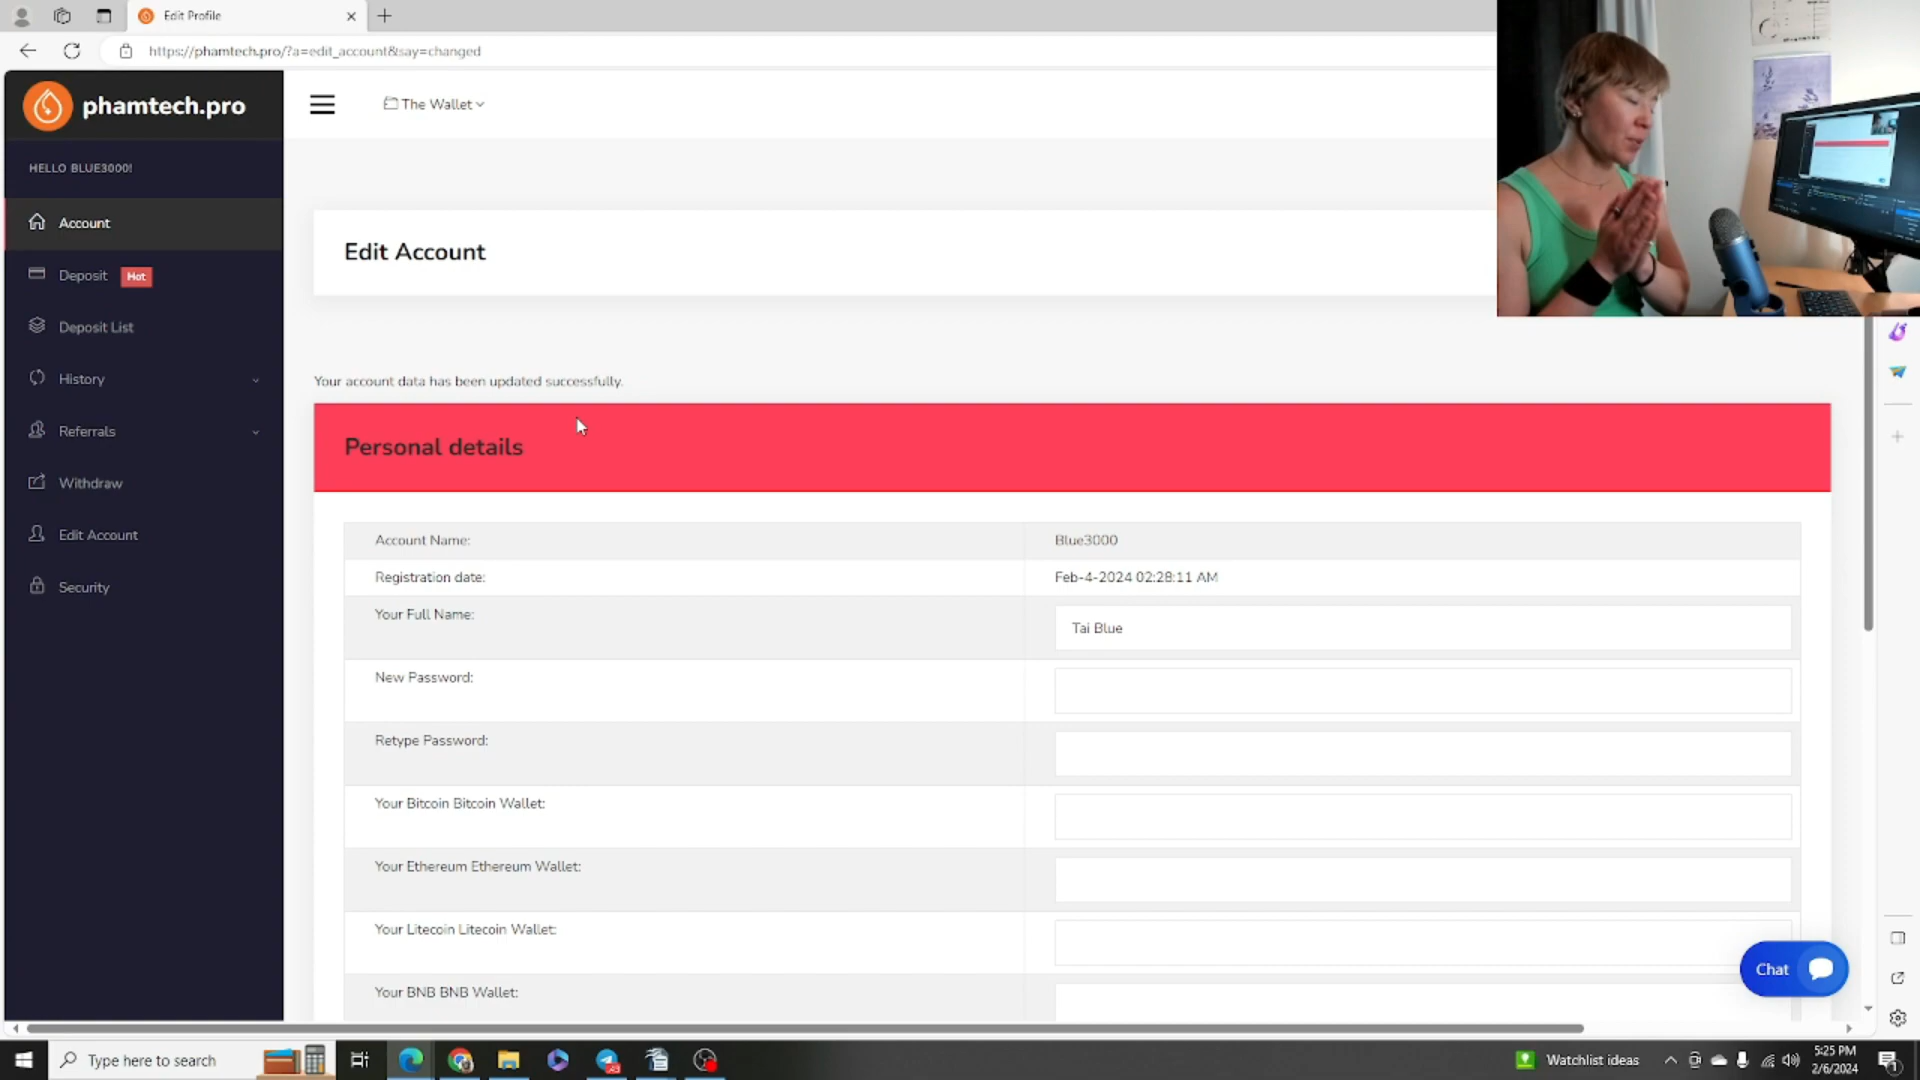 Edit Profile
https://phamtech.pro/?a=edit_account&say=changed
phamtech.pro
The Wallet
HELLO BLUE3000!
Account
Deposit Hot
Deposit List
History
Referrals
Withdraw
Edit Account
Security
Edit Account
Your account data has been updated successfully.
Personal details
Account Name: Blue3000
Registration date: Feb-4-2024 02:28:11 AM
Your Full Name: Tai Blue
New Password:
Retype Password:
Your Bitcoin Bitcoin Wallet:
Your Ethereum Ethereum Wallet:
Your Litecoin Litecoin Wallet:
Your BNB BNB Wallet:
Chat
Type here to search
Watchlist ideas
5:25 PM
2/6/2024